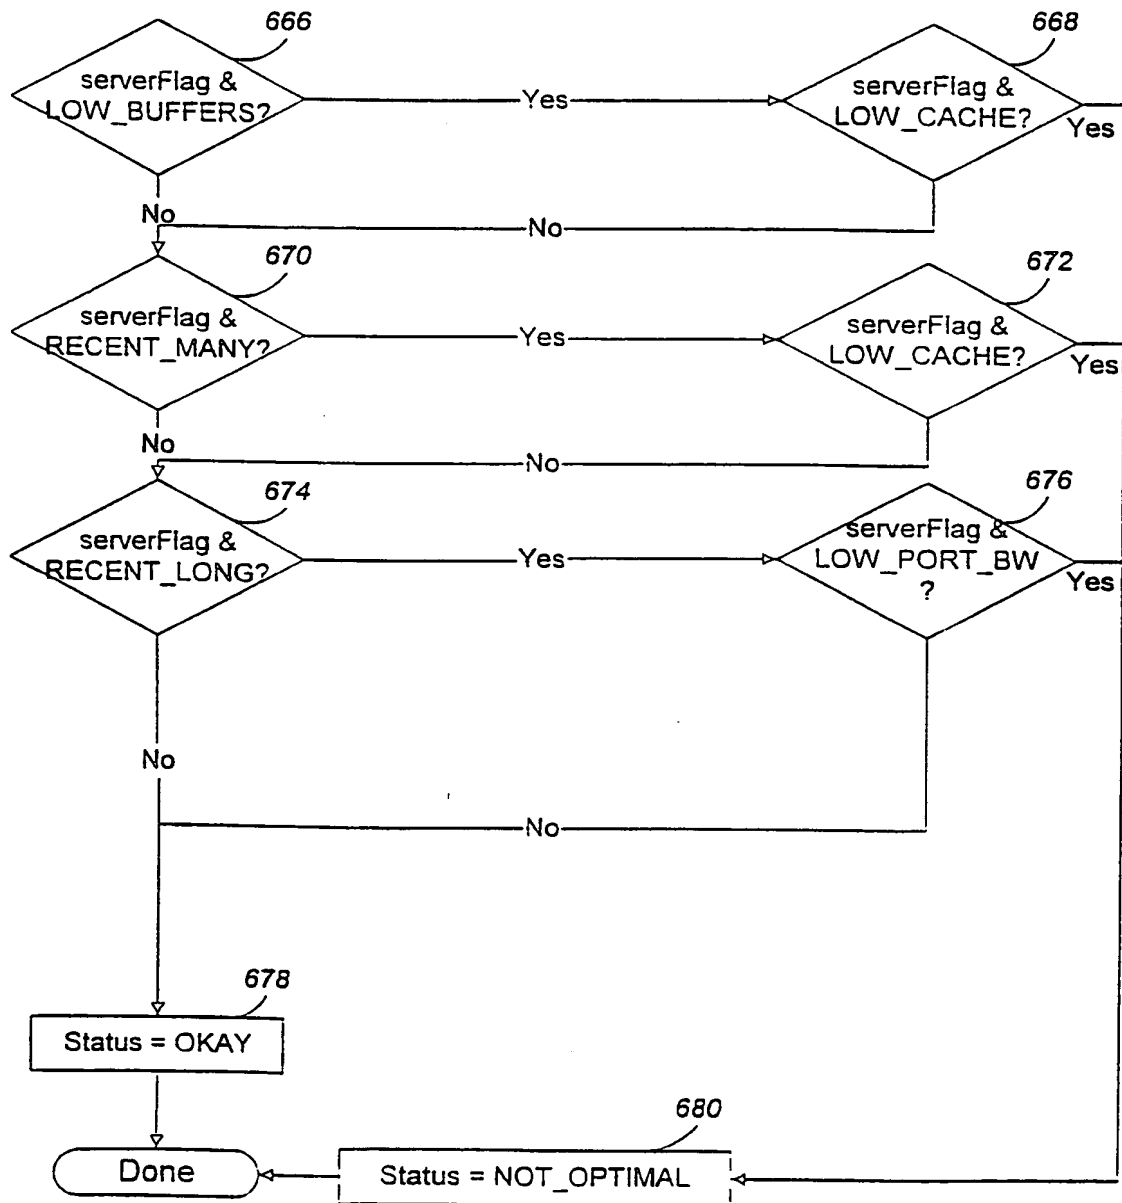 666
668
serverFlag &
LOW_BUFFERS?
Yes
serverFlag &
LOW_CACHE?
Yes
No
No
670
672
serverFlag &
RECENT_MANY?
Yes
serverFlag &
LOW_CACHE?
Yes
No
No
674
676
serverFlag &
RECENT_LONG?
Yes
serverFlag &
LOW_PORT_BW
?
Yes
No
No
678
Status = OKAY
680
Done
Status = NOT_OPTIMAL